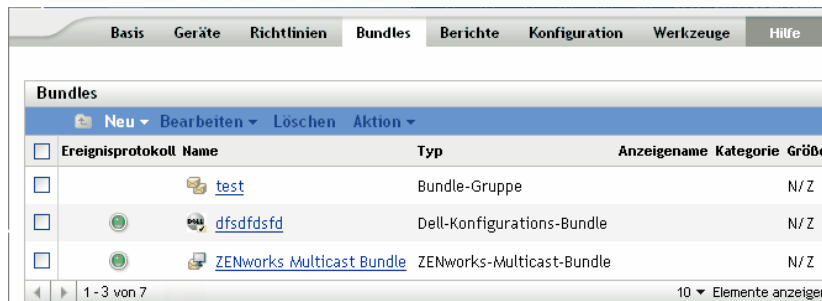 Basis Geräte Richtlinien Bundles Berichte Konfiguration Werkzeuge Hilfe
Bundles
Neu Bearbeiten Löschen Aktion
Ereignisprotokoll Name Typ Anzeigename Kategorie Größe
test Bundle-Gruppe N/Z
dfsdfdsfd Dell-Konfigurations-Bundle N/Z
ZENworks Multicast Bundle ZENworks-Multicast-Bundle N/Z
1 - 3 von 7 10 Elemente anzeigen